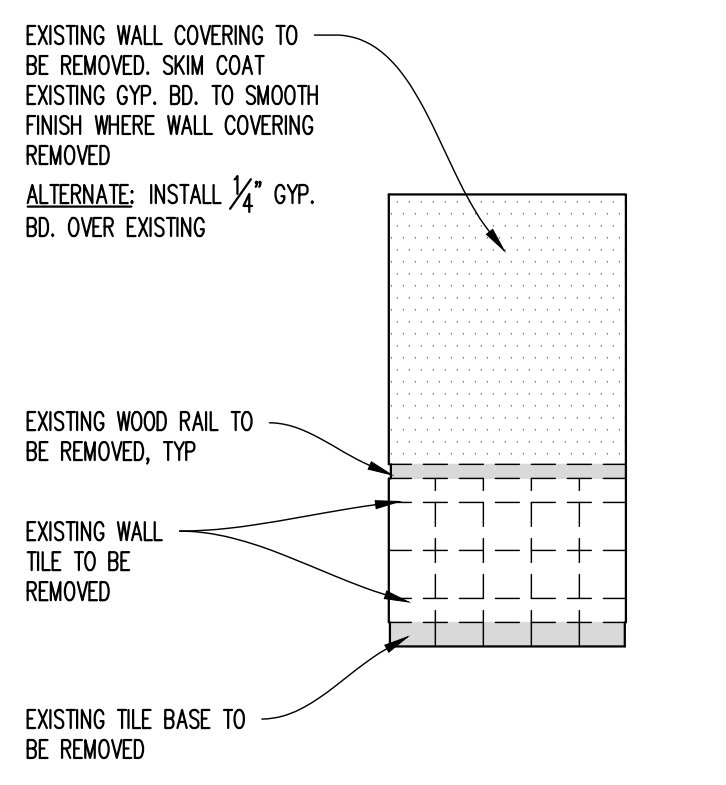 EXISTING WALL COVERING TO
BE REMOVED. SKIM COAT
EXISTING GYP. BD. TO SMOOTH
FINISH WHERE WALL COVERING
REMOVED
ALTERNATE: INSTALL 1/4" GYP.
BD. OVER EXISTING
EXISTING WOOD RAIL TO
BE REMOVED, TYP
EXISTING WALL
TILE TO BE
REMOVED
EXISTING TILE BASE TO
BE REMOVED